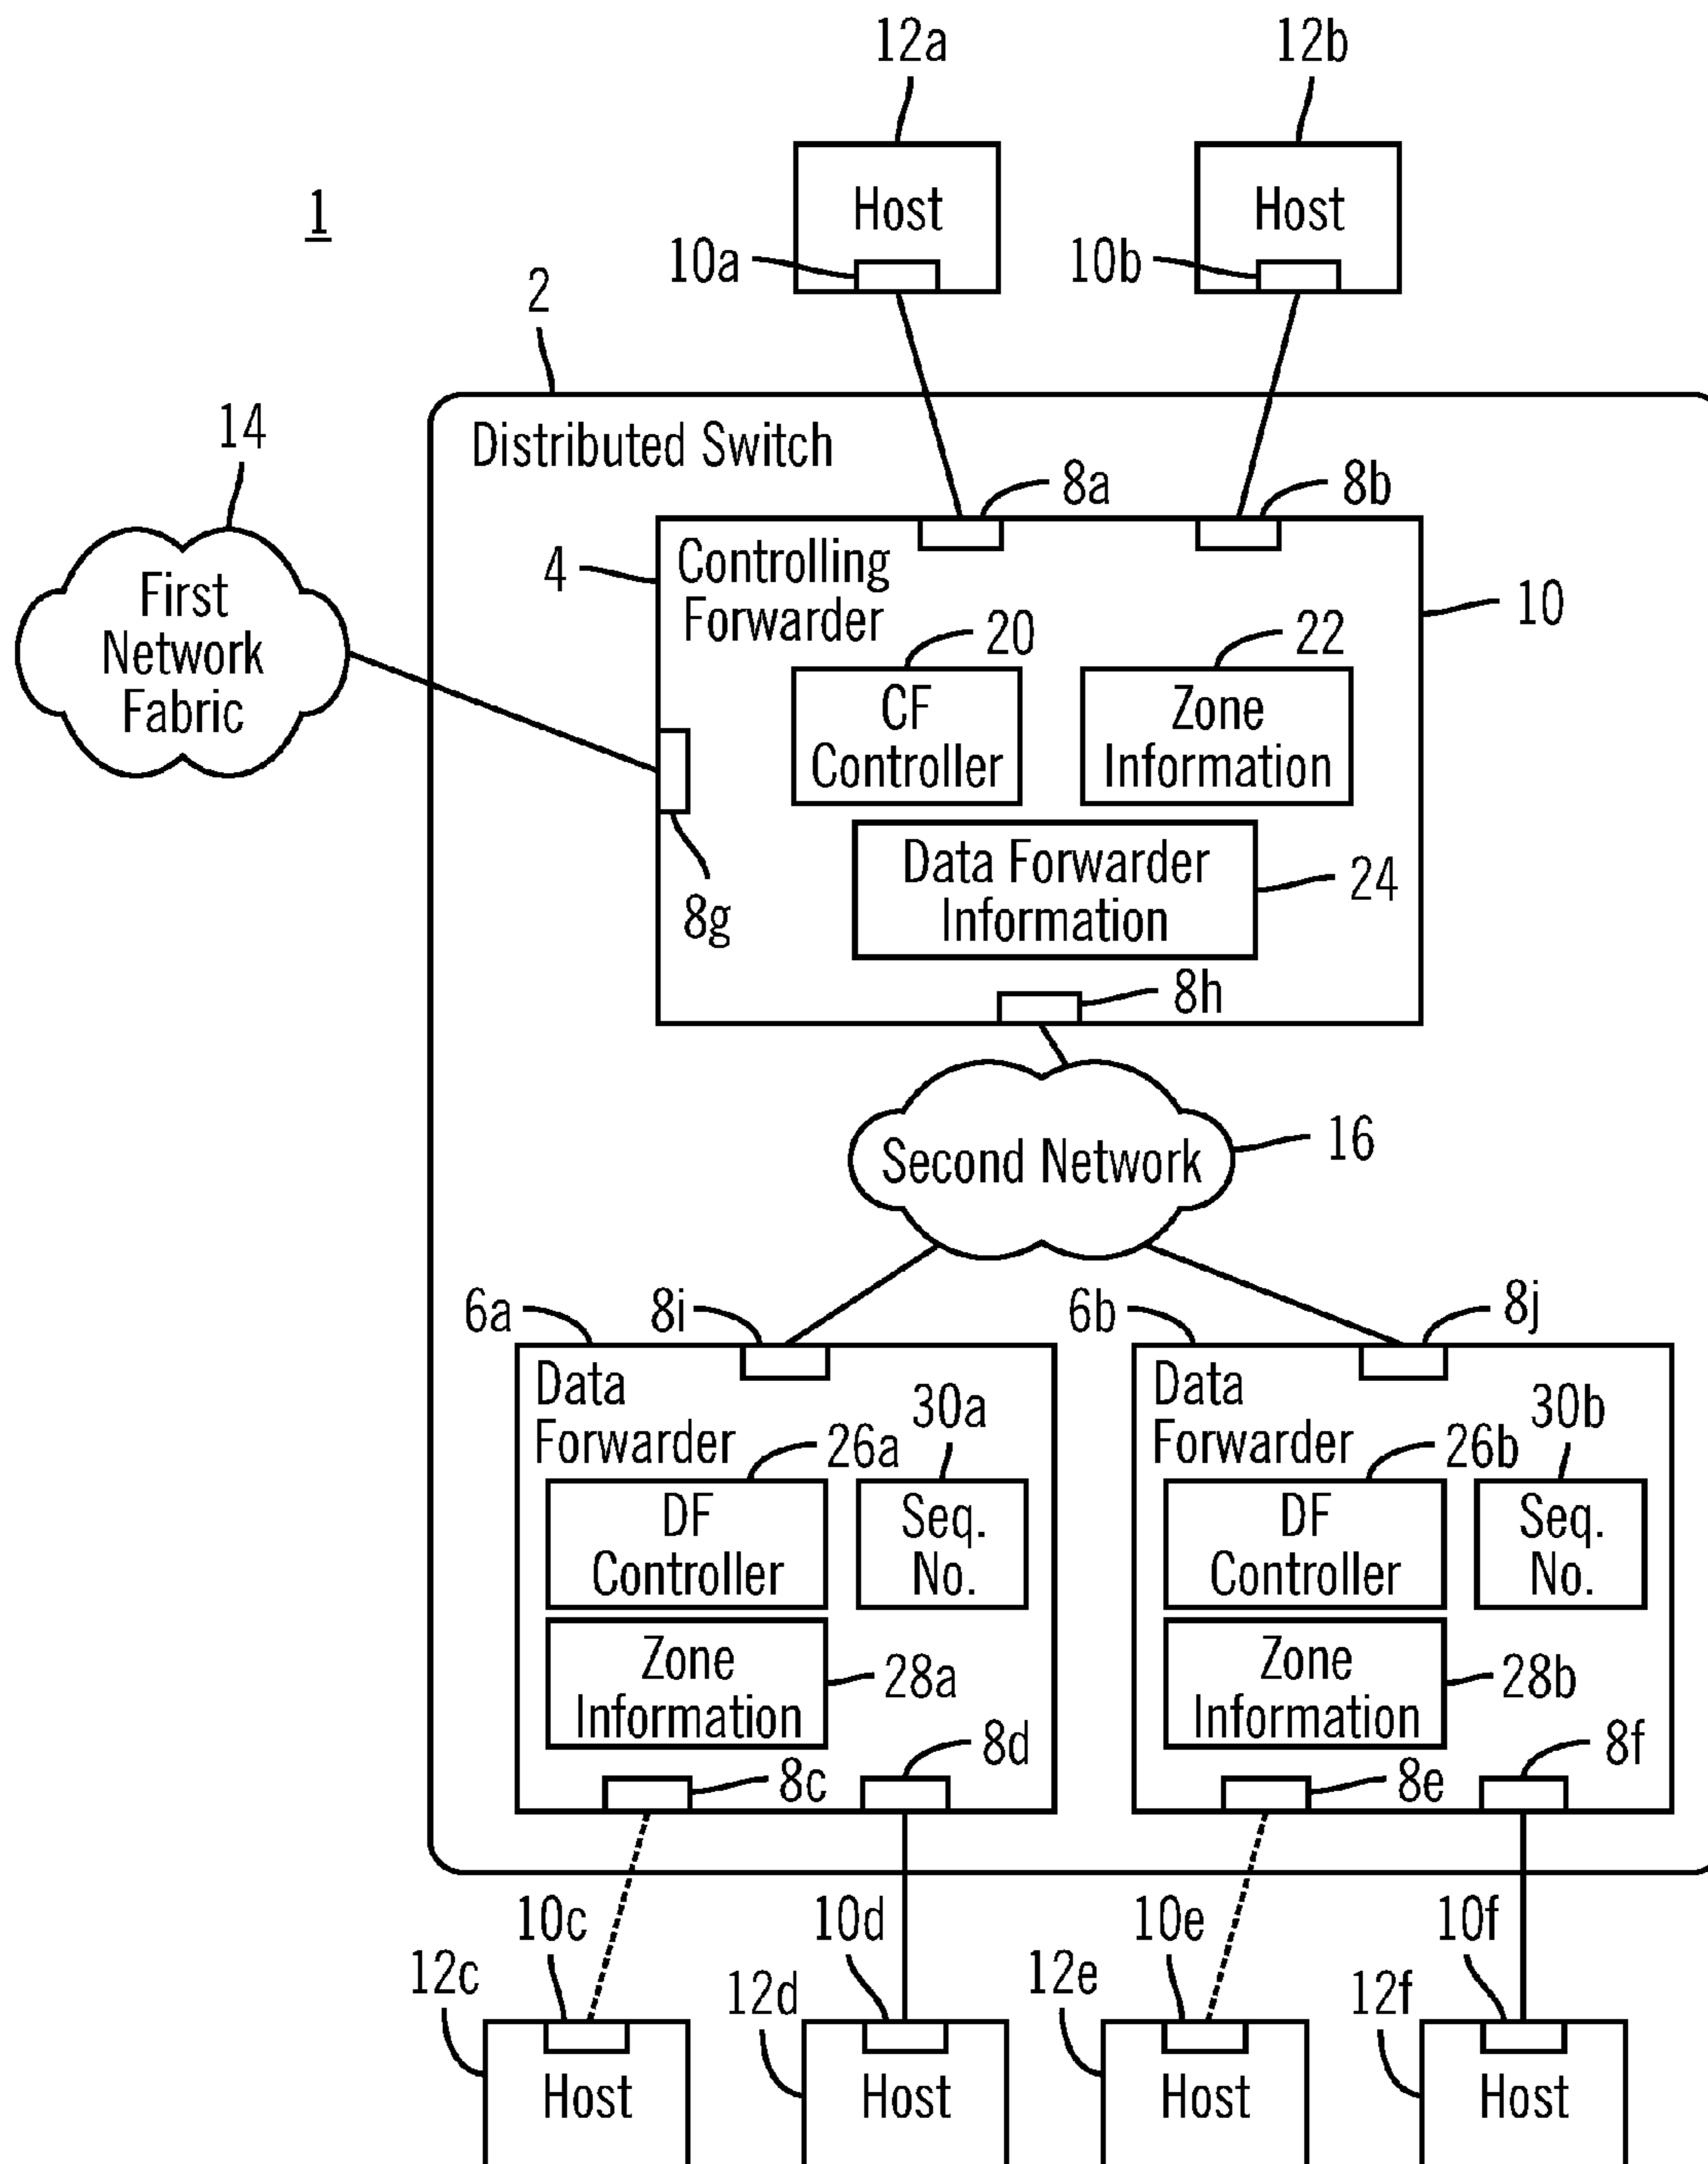 12a
12b
1
Host
Host
10a
10b
2
14
Distributed Switch
8a
8b
First
Network
Fabric
4
Controlling
Forwarder
10
20
22
CF
Controller
Zone
Information
8g
Data Forwarder
Information
24
8h
Second Network
16
6a
8i
6b
8j
Data
Forwarder
30a
26a
DF
Controller
Seq.
No.
Zone
Information
28a
8d
8c
Data
Forwarder
30b
26b
DF
Controller
Seq.
No.
Zone
Information
28b
8f
8e
10c
10d
10e
10f
12c
12d
12e
12f
Host
Host
Host
Host